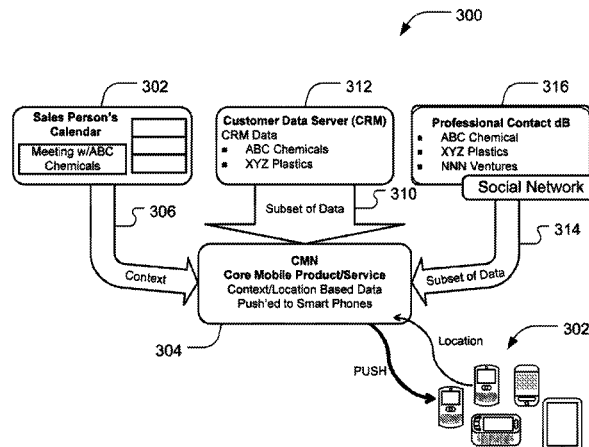 300
302
312
316
Sales Person's
Calendar
Meeting w/ABC
Chemicals
Customer Data Server (CRM)
CRM Data
▪ ABC Chemicals
▪ XYZ Plastics
Professional Contact dB
▪ ABC Chemical
▪ XYZ Plastics
▪ NNN Ventures
Social Network
306
Subset of Data
310
314
Context
Subset of Data
CMN
Core Mobile Product/Service
Context/Location Based Data
Push'ed to Smart Phones
304
Location
302
PUSH